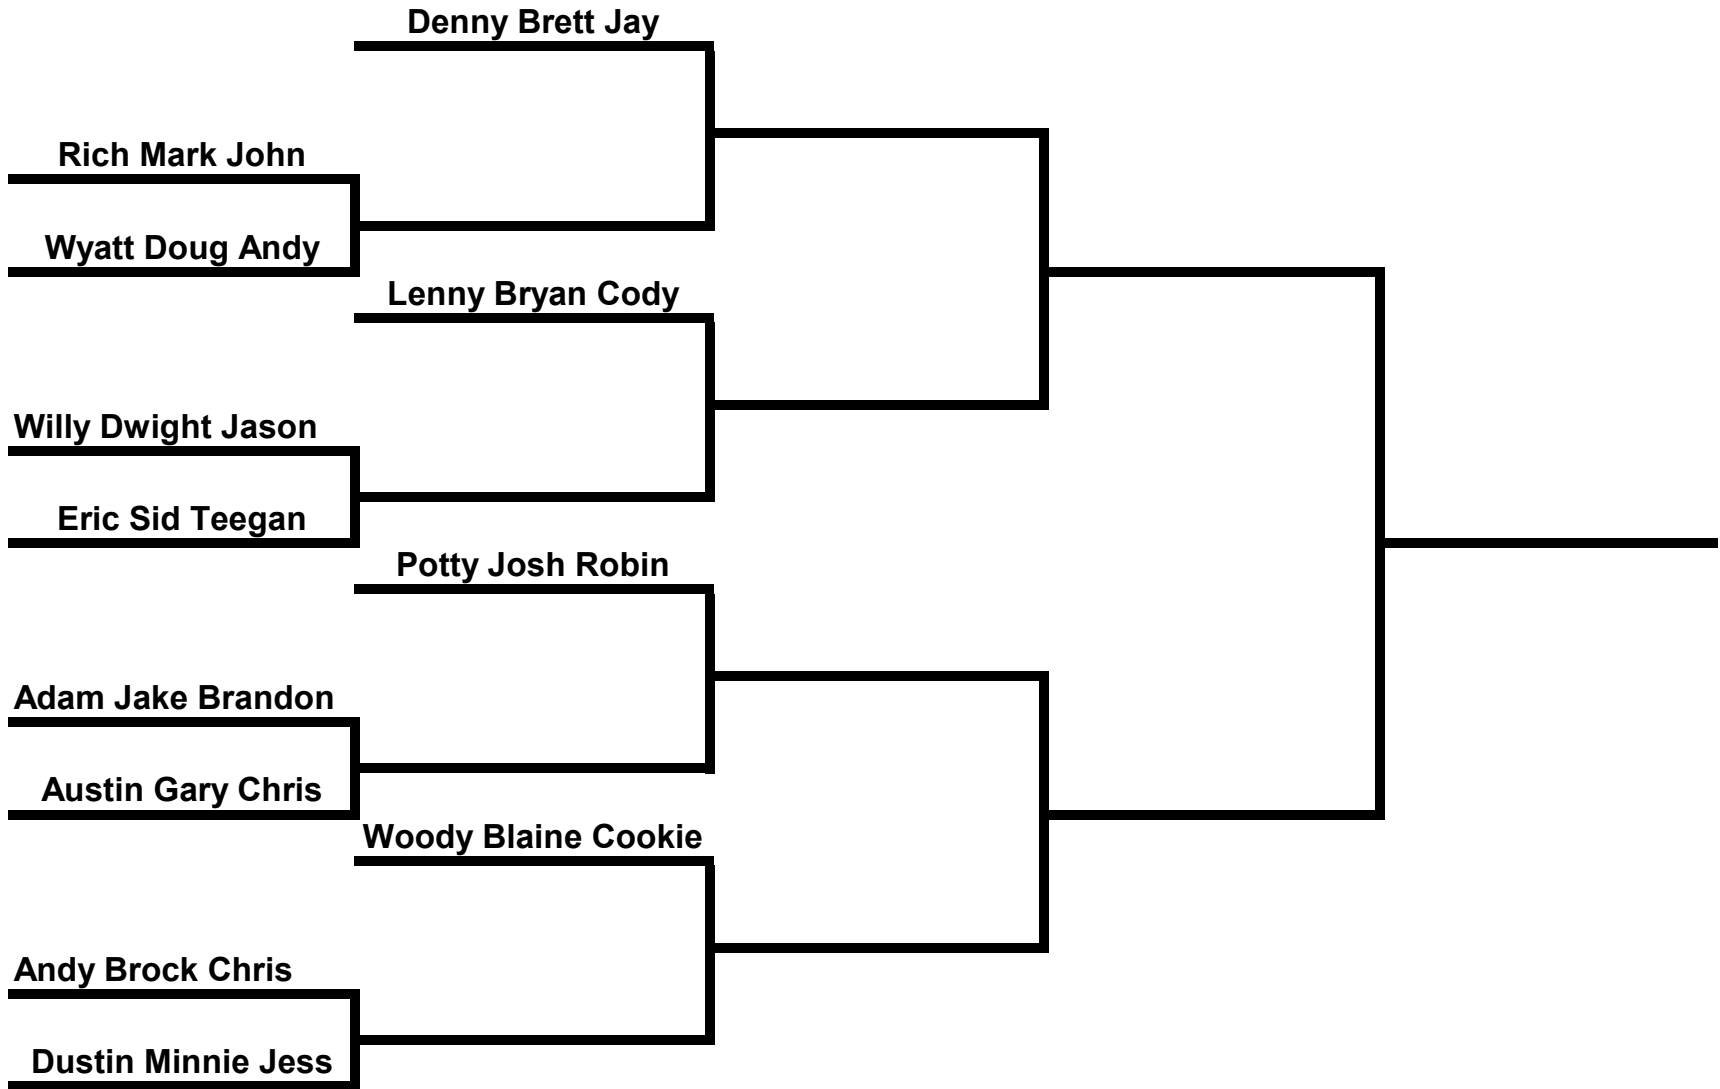 Denny Brett Jay
Rich Mark John
Wyatt Doug Andy
Lenny Bryan Cody
Willy Dwight Jason
Eric Sid Teegan
Potty Josh Robin
Adam Jake Brandon
Austin Gary Chris
Woody Blaine Cookie
Andy Brock Chris
Dustin Minnie Jess